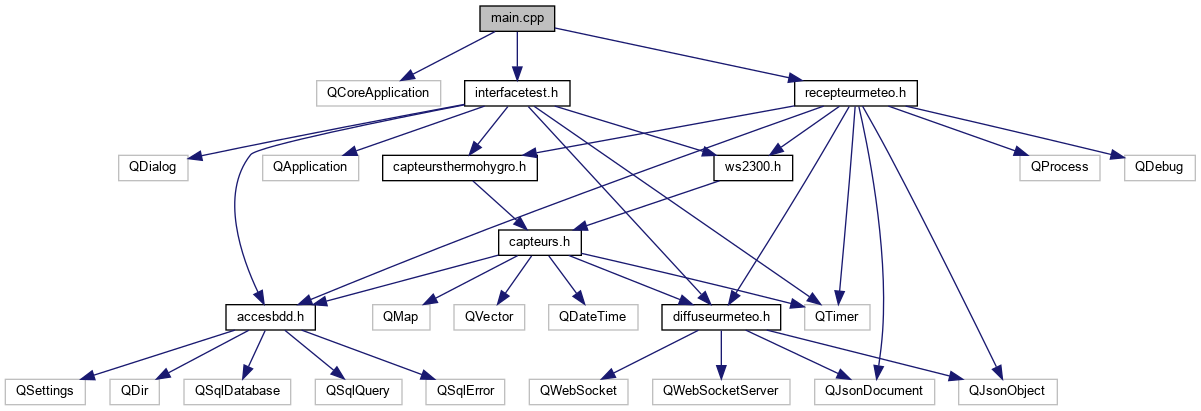 main.cpp
QCoreApplication
interfacetest.h
recepteurmeteo.h
QDialog
QApplication
capteursthermohygro.h
ws2300.h
QProcess
QDebug
capteurs.h
accesbdd.h
QMap
QVector
QDateTime
diffuseurmeteo.h
QTimer
QSettings
QDir
QSqlDatabase
QSqlQuery
QSqlError
QWebSocket
QWebSocketServer
QJsonDocument
QJsonObject